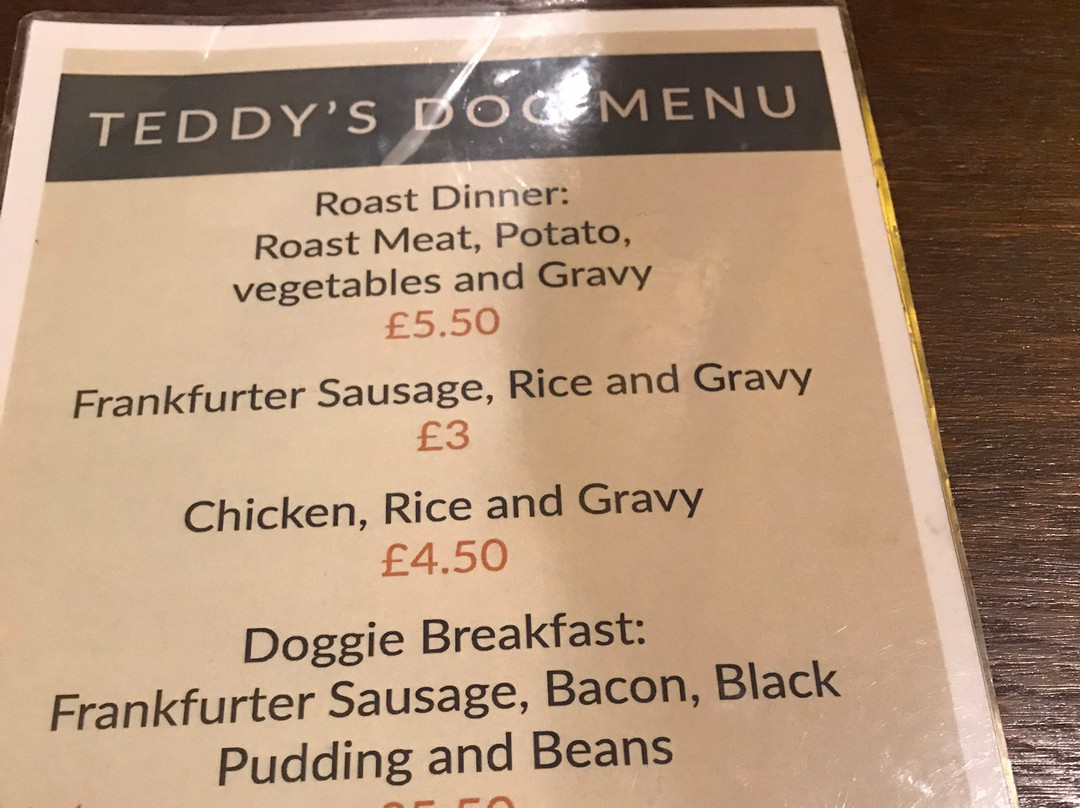 TEDDY'S DOG MENU
Roast Dinner:
Roast Meat, Potato,
vegetables and Gravy
£5.50
Frankfurter Sausage, Rice and Gravy
£3
Chicken, Rice and Gravy
£4.50
Doggie Breakfast:
Frankfurter Sausage, Bacon, Black
Pudding and Beans